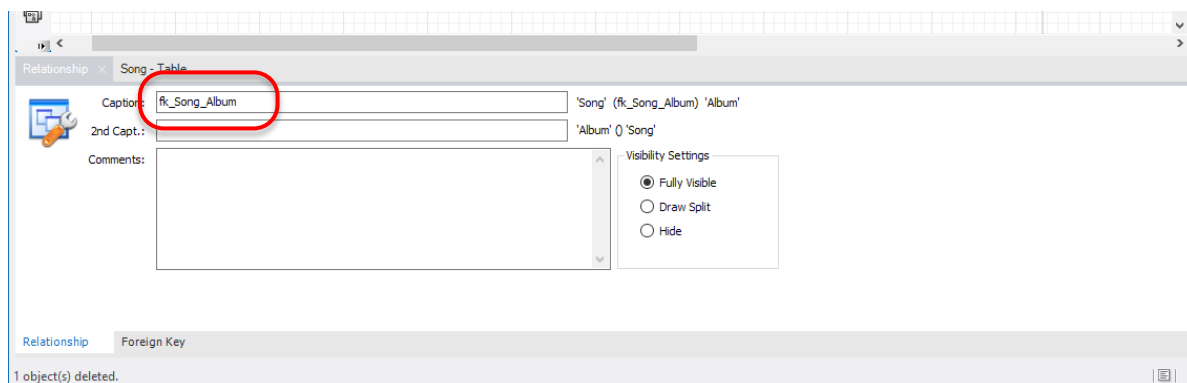 Relationship × Song - Table
Caption: fk_Song_Album 'Song' (fk_Song_Album) 'Album'
2nd Capt.: 'Album' () 'Song'
Comments: Visibility Settings
Fully Visible
Draw Split
Hide
Relationship Foreign Key
1 object(s) deleted.